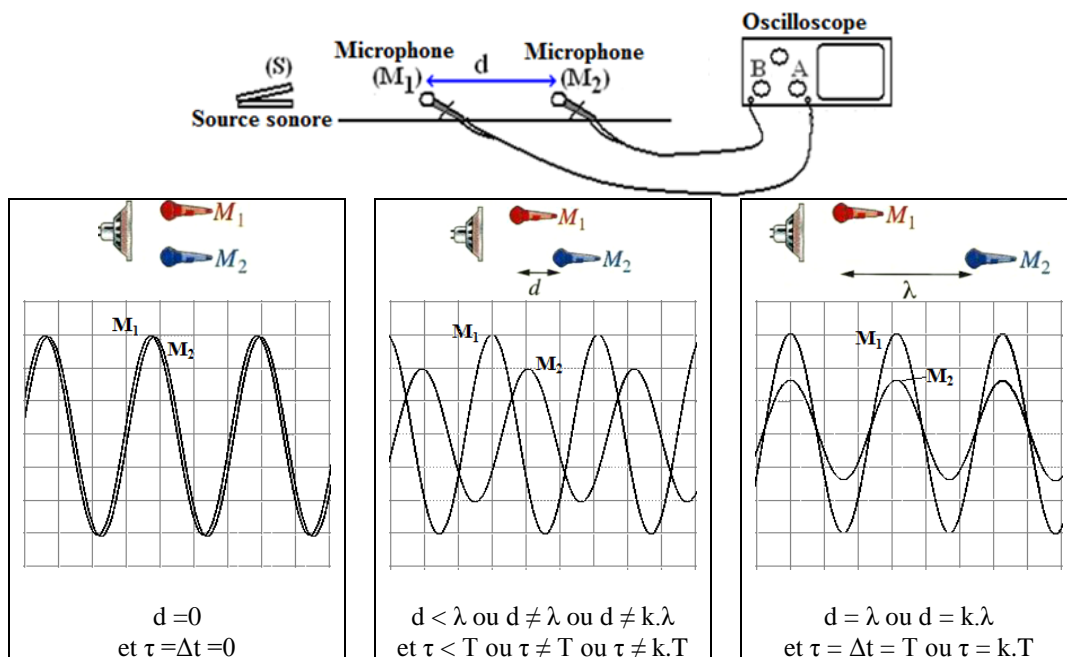 Oscilloscope
Microphone Microphone
(S) (M1) d (M2)
B A
Source sonore
M1
M2
M1
M2
d =0
et τ =Δt =0
M1
M2
d
M1
M2
d < λ ou d ≠ λ ou d ≠ k.λ
et τ < T ou τ ≠ T ou τ ≠ k.T
M1
M2
λ
M1
M2
d = λ ou d = k.λ
et τ = Δt = T ou τ = k.T